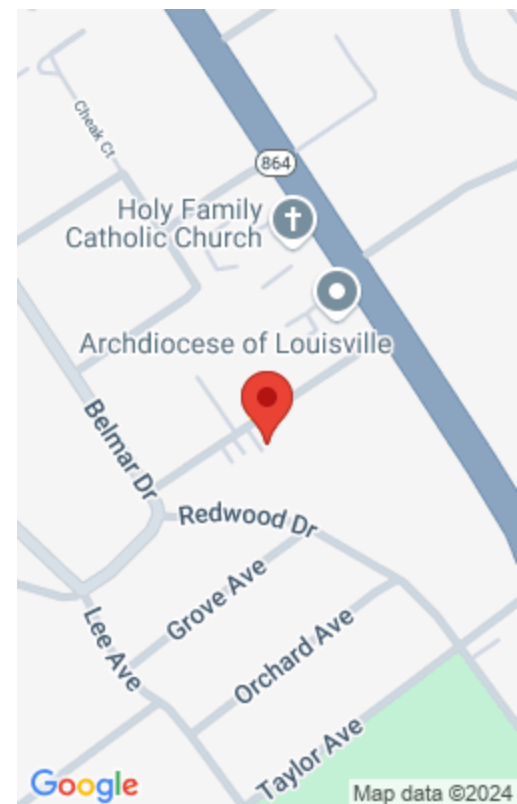 Cheak Ct
864
Holy Family
Catholic Church
Archdiocese of Louisville
Belmar Dr
Redwood Dr
Grove Ave
Lee Ave
Orchard Ave
Taylor Ave
Google
Map data ©2024